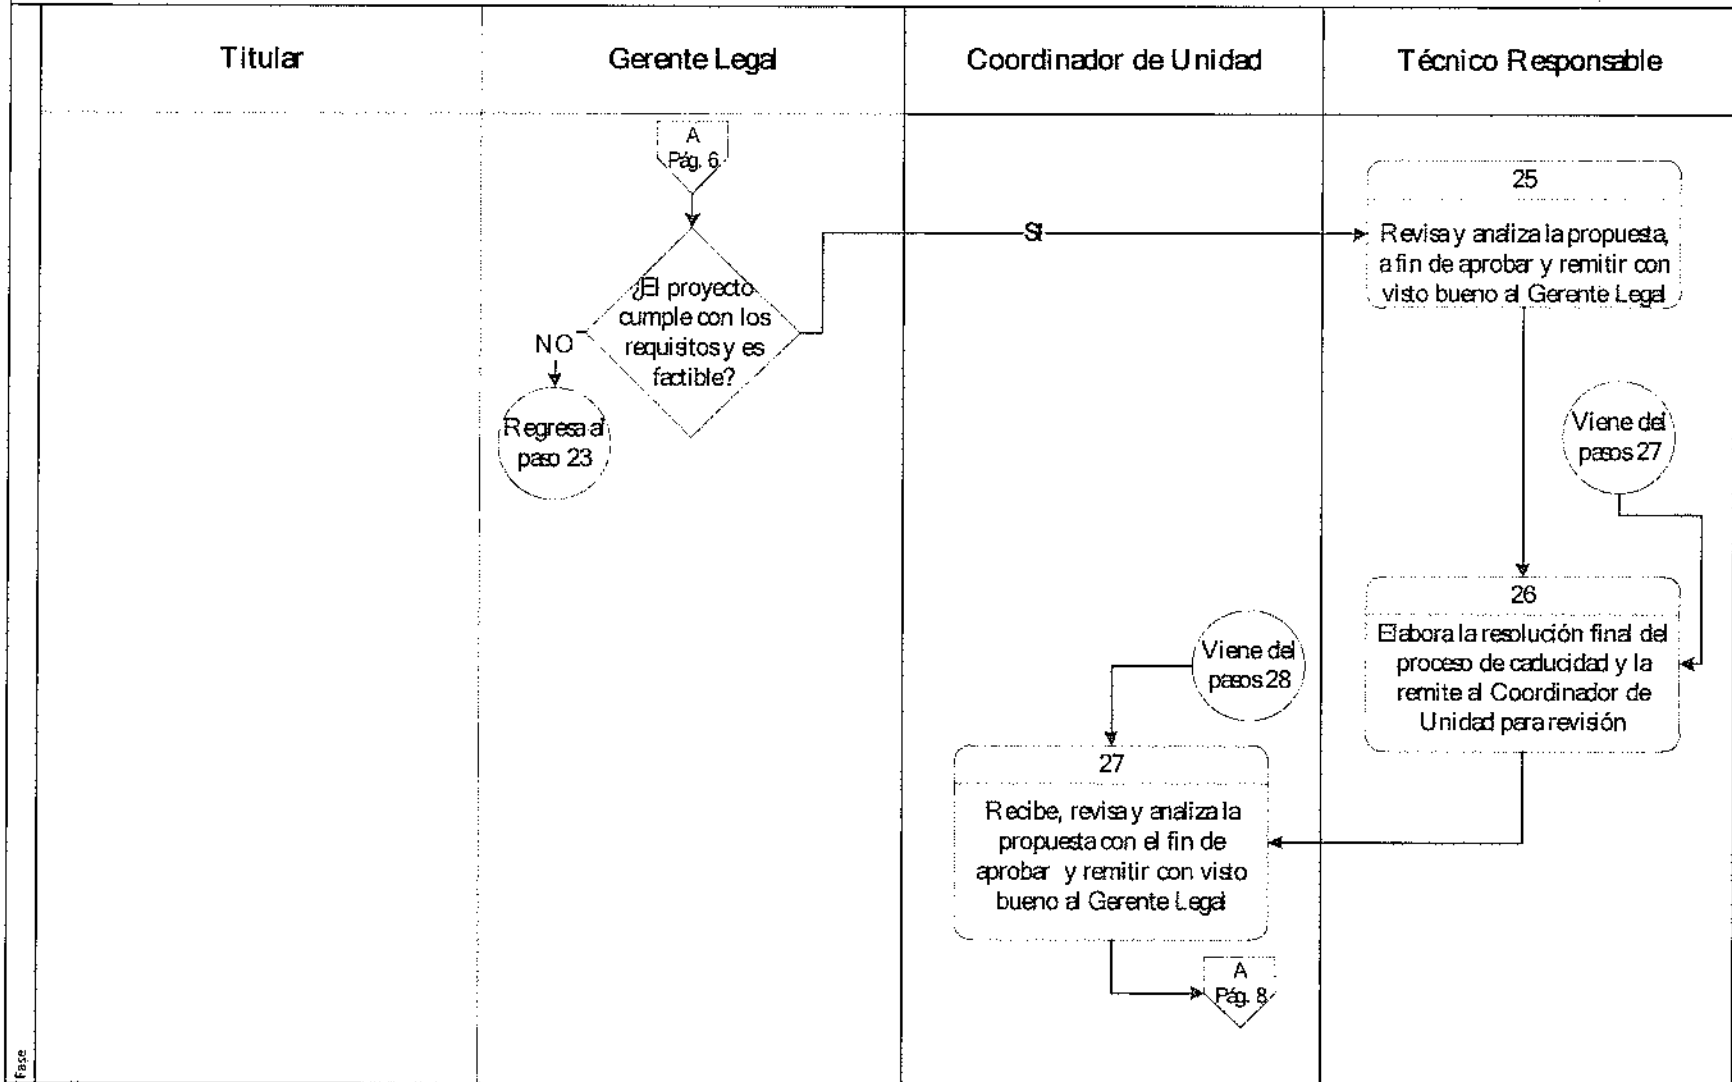 Titular
Gerente Legal
Coordinador de Unidad
Técnico Responsable
A
Pág. 6
¿El proyecto
cumple con los
requisitos y es
factible?
NO
Regresa al
paso 23
SI
25
Revisa y analiza la propuesta,
a fin de aprobar y remitir con
visto bueno al Gerente Legal
Viene del
pasos 27
26
Elabora la resolución final del
proceso de caducidad y la
remite al Coordinador de
Unidad para revisión
Viene del
pasos 28
27
Recibe, revisa y analiza la
propuesta con el fin de
aprobar y remitir con visto
bueno al Gerente Legal
A
Pág. 8
Fase